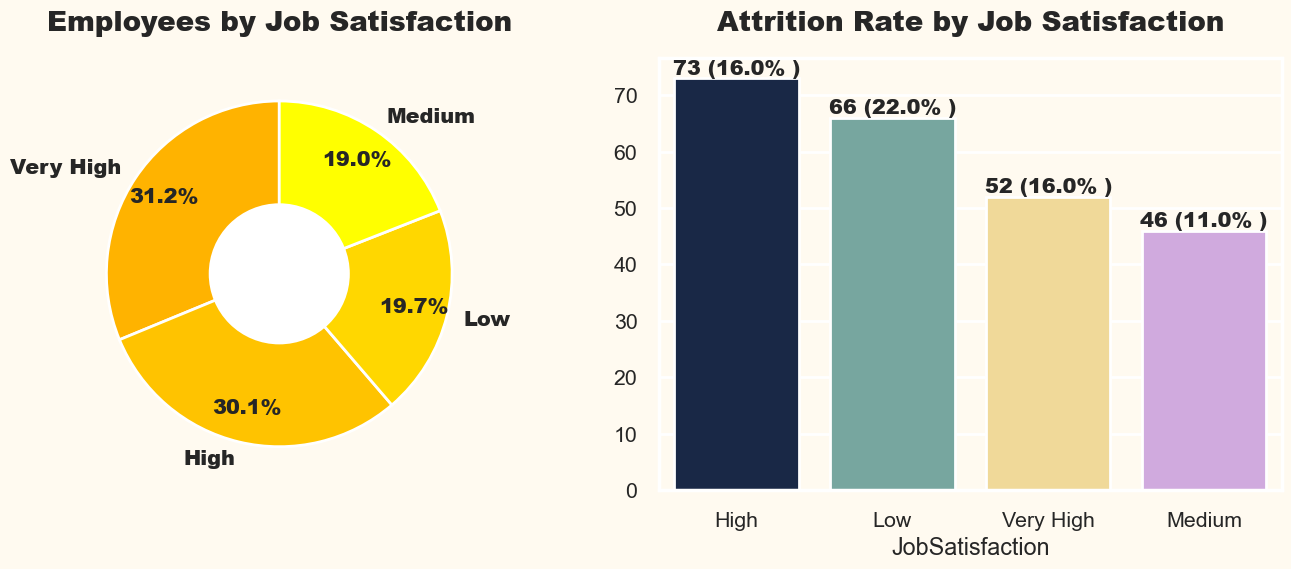 Employees by Job Satisfaction
Medium
19.0%
Very High
31.2%
19.7%
Low
30.1%
High
Attrition Rate by Job Satisfaction
73 (16.0% )
66 (22.0% )
52 (16.0% )
46 (11.0% )
70
60
50
40
30
20
10
0
High
Low
Very High
Medium
JobSatisfaction